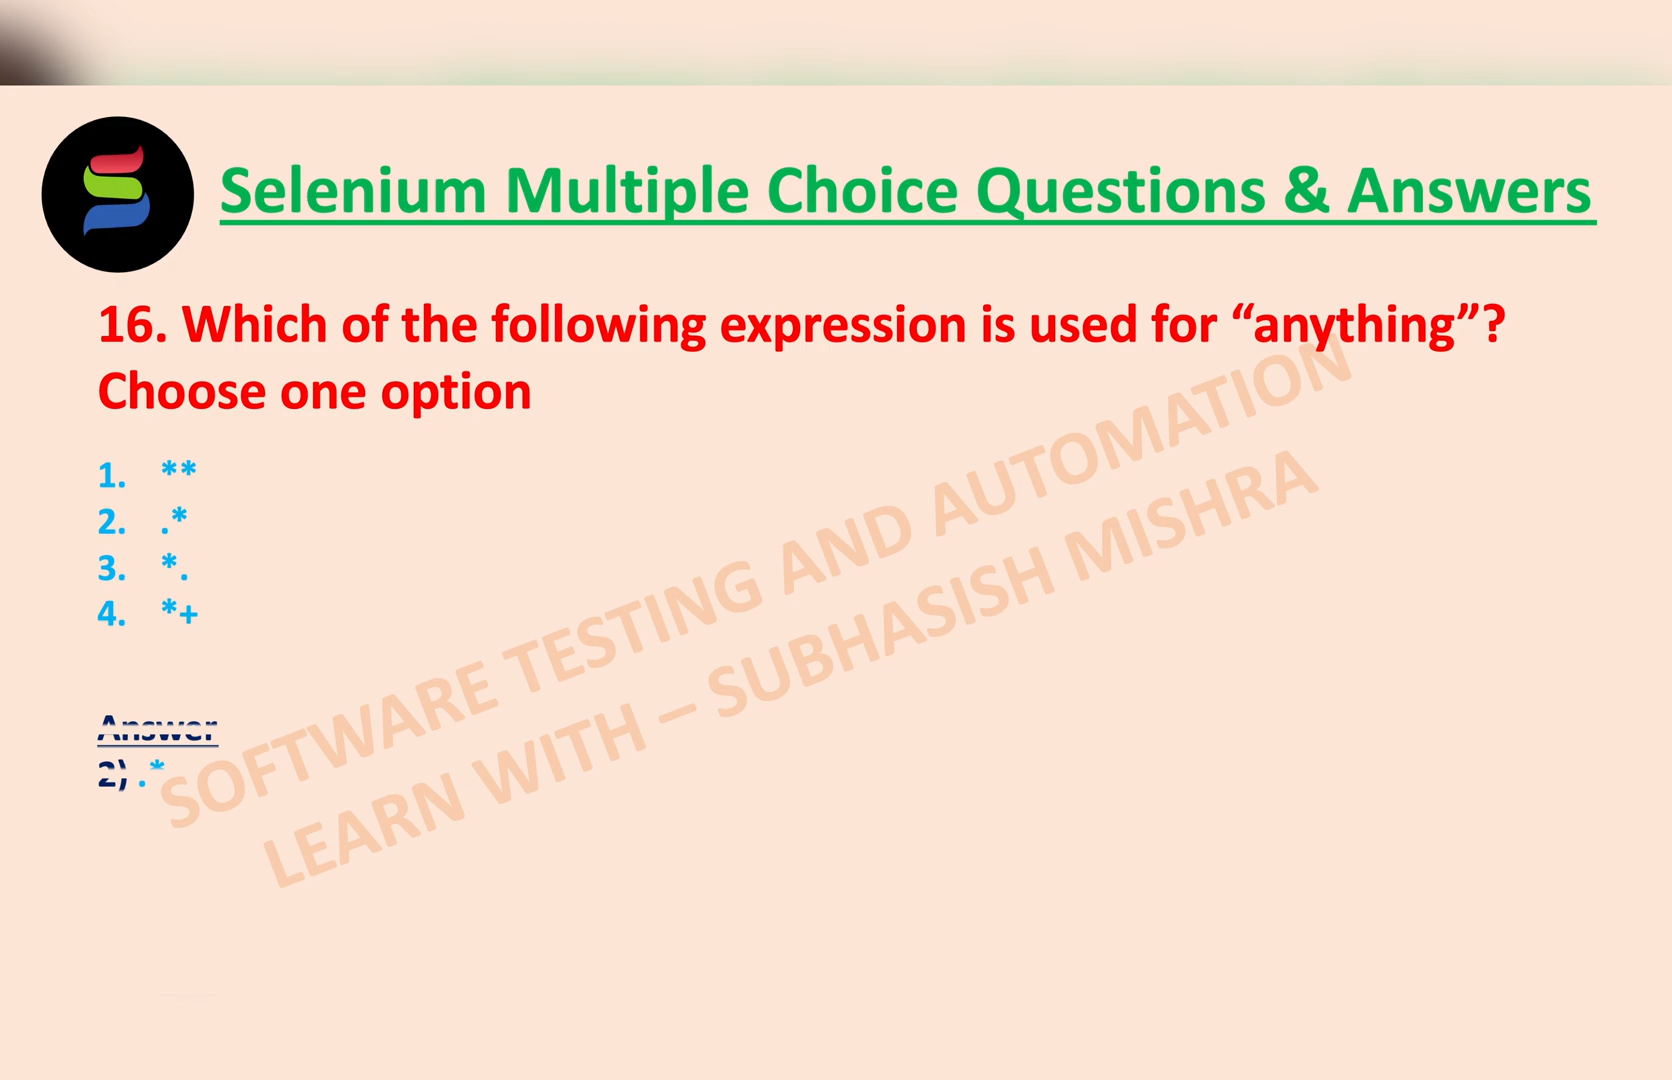 Selenium Multiple Choice Questions & Answers
16. Which of the following expression is used for “anything”?
Choose one option
1. **
2. .*
3. *.
4. *+
Answer
2) .*
SOFTWARE TESTING AND AUTOMATION
LEARN WITH – SUBHASISH MISHRA